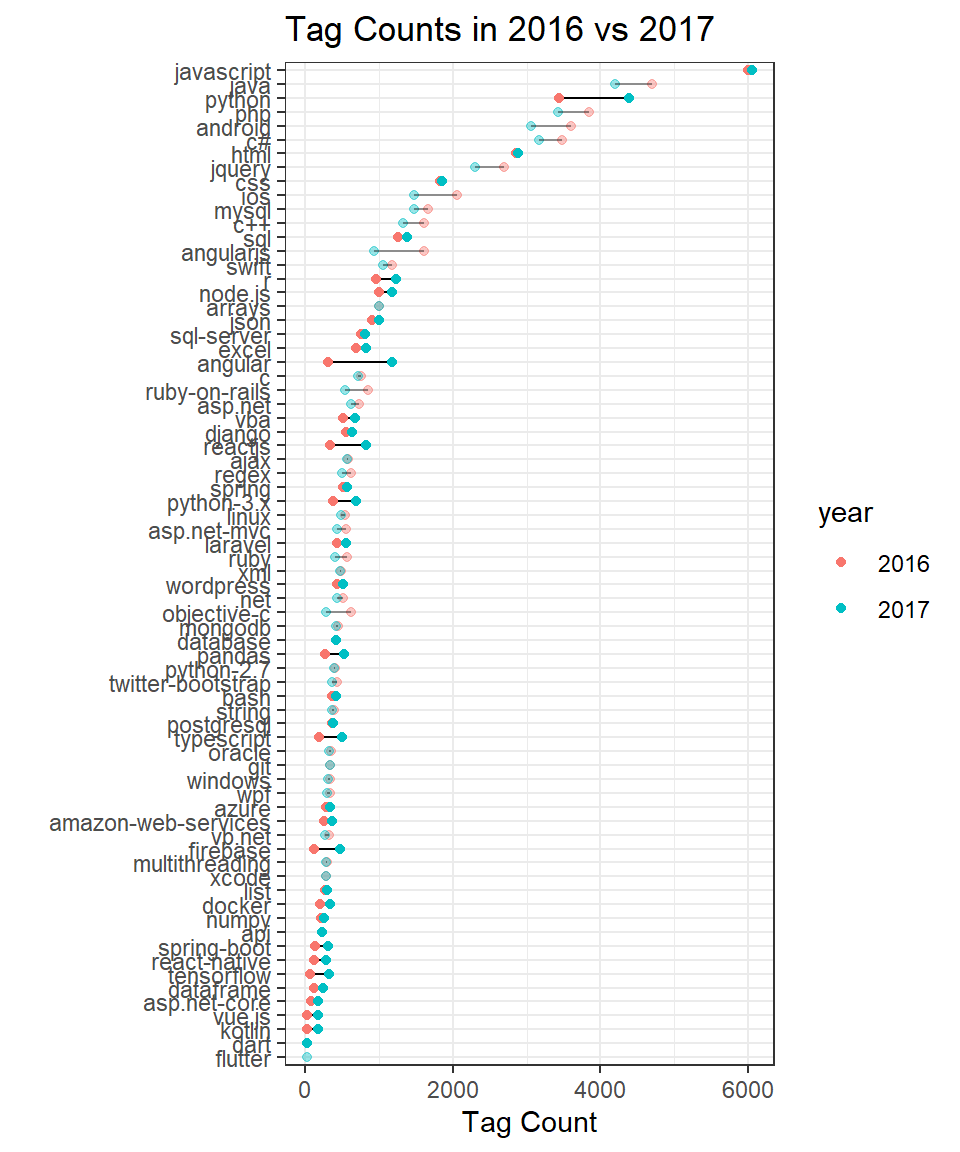 Tag Counts in 2016 vs 2017
javascript
java
python
php
android
c#
html
jquery
css
ios
mysql
c++
sql
angularjs
swift
r
node.js
arrays
json
sql-server
excel
angular
c
ruby-on-rails
asp.net
vba
django
reactjs
ajax
regex
spring
python-3.x
linux
asp.net-mvc
laravel
ruby
xml
wordpress
.net
objective-c
mongodb
database
pandas
python-2.7
twitter-bootstrap
bash
string
postgresql
typescript
oracle
git
windows
wpf
azure
amazon-web-services
vb.net
firebase
multithreading
xcode
list
docker
numpy
api
spring-boot
react-native
tensorflow
dataframe
asp.net-core
vue.js
kotlin
dart
flutter
0 2000 4000 6000
Tag Count
year
2016
2017